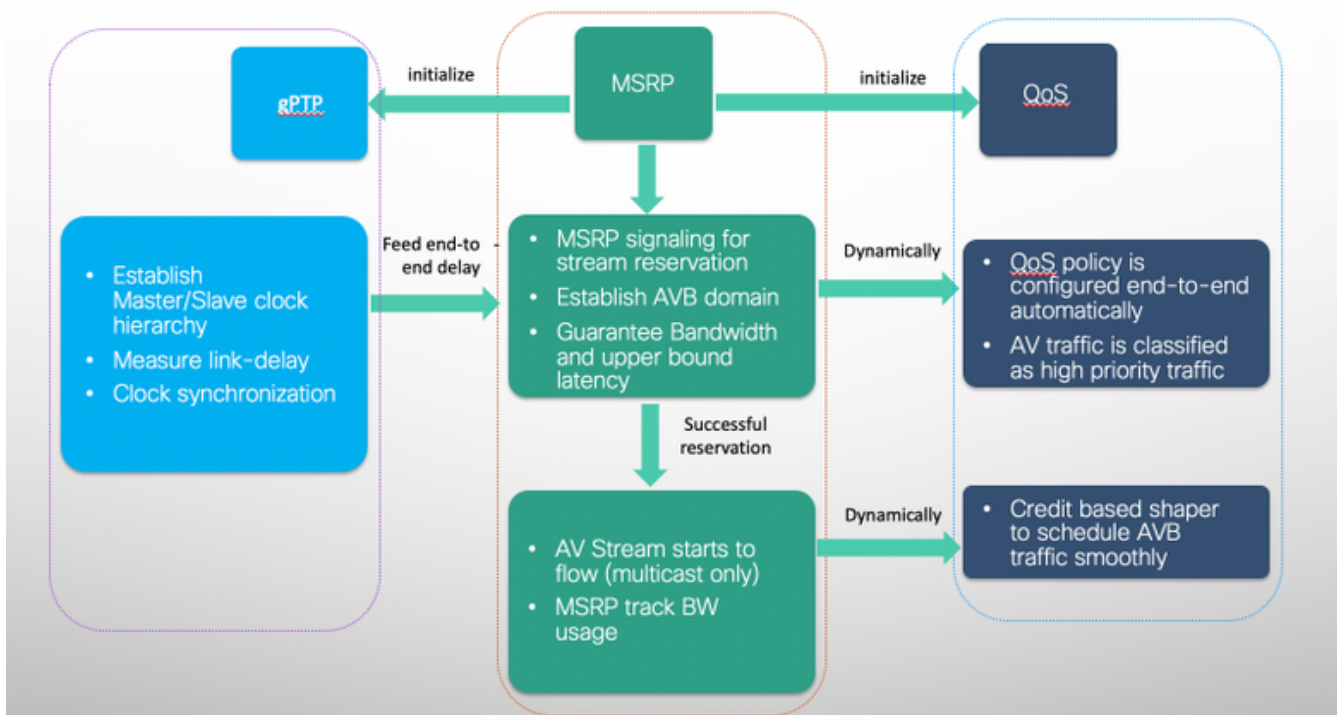 initialize
MSRP
initialize
gPTP
QoS
• Establish
Master/Slave clock
hierarchy
• Measure link-delay
• Clock synchronization
Feed end-to -
end delay
• MSRP signaling for
stream reservation
• Establish AVB domain
• Guarantee Bandwidth
and upper bound
latency
Dynamically
• QoS policy is
configured end-to-end
automatically
• AV traffic is classified
as high priority traffic
Successful
reservation
• AV Stream starts to
flow (multicast only)
• MSRP track BW
usage
Dynamically
• Credit based shaper
to schedule AVB
traffic smoothly